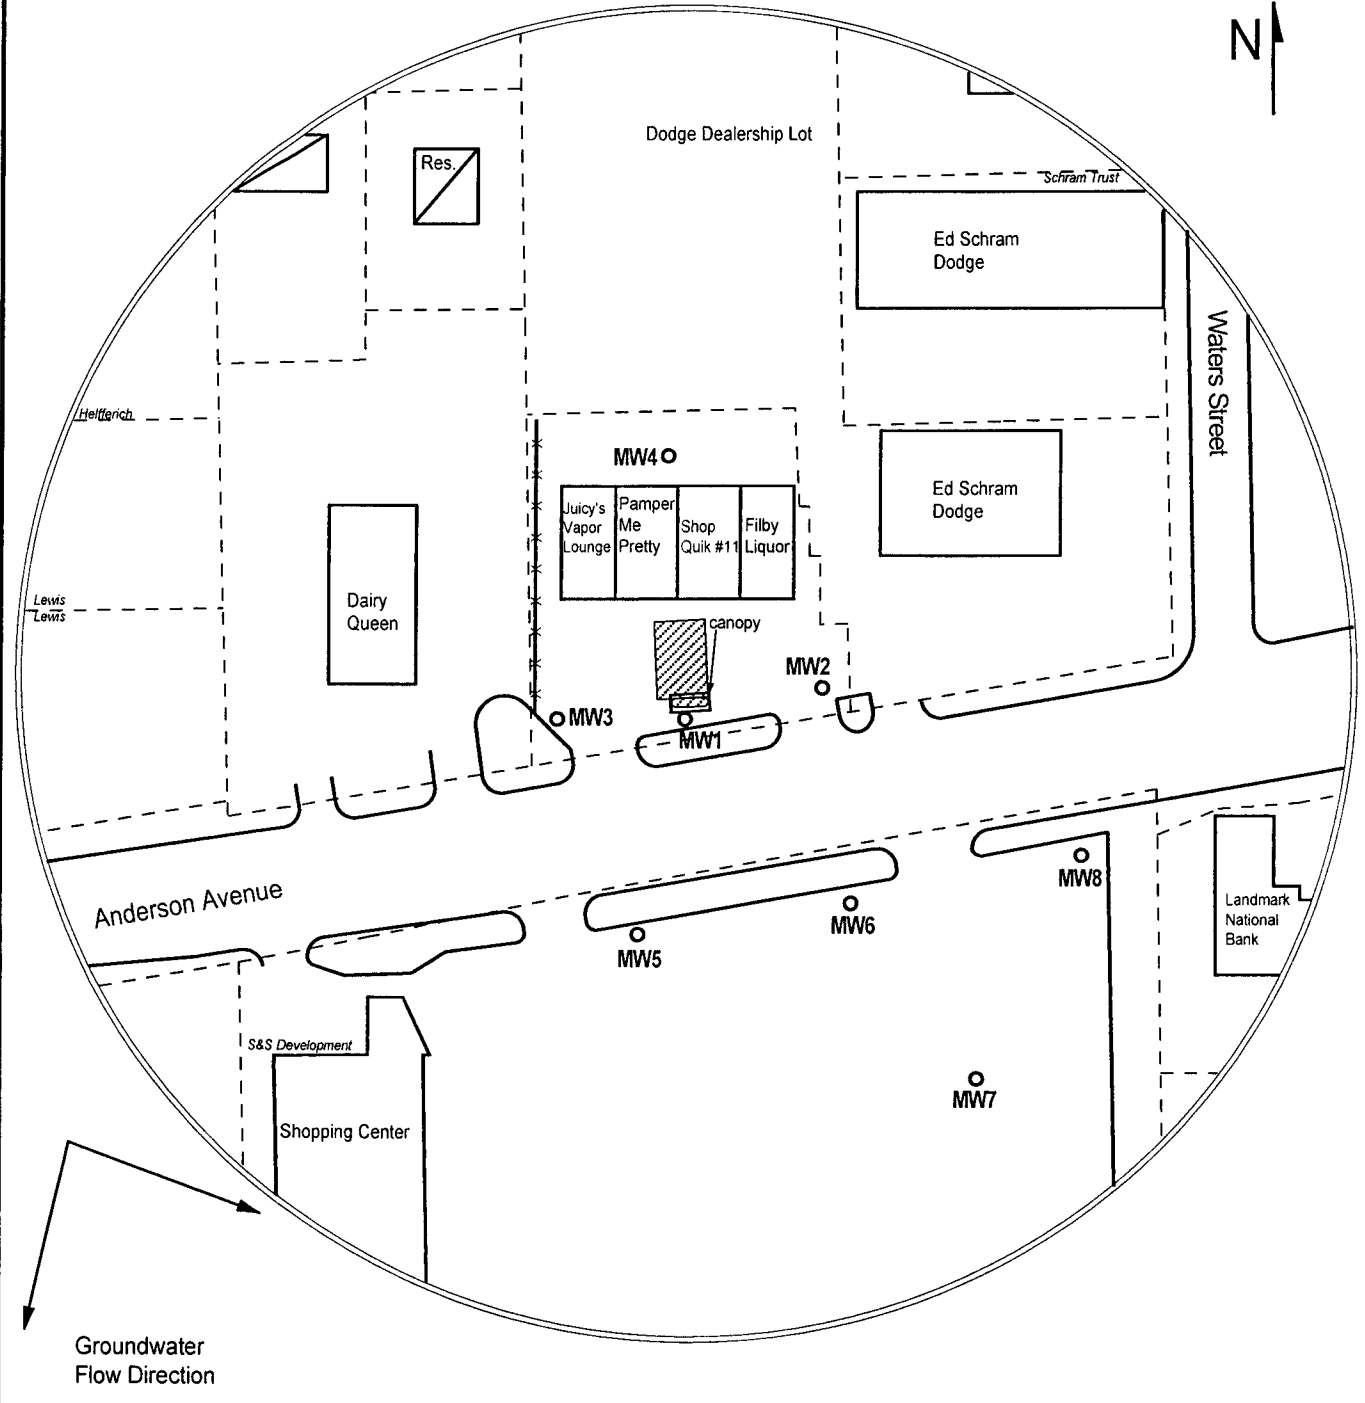 N
Dodge Dealership Lot
Res.
Schram Trust
Ed Schram
Dodge
Waters Street
Helfferich
MW4
Ed Schram
Dodge
Juicy's
Vapor
Lounge
Pamper
Me
Pretty
Shop
Quik #11
Filby
Liquor
Lewis
Lewis
Dairy
Queen
canopy
MW2
MW3
MW1
MW8
Anderson Avenue
Landmark
National
Bank
MW6
MW5
S&S Development
MW7
Shopping Center
Groundwater
Flow Direction